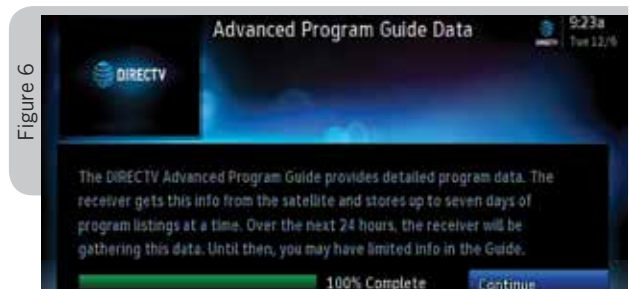 Figure 6
Advanced Program Guide Data
9:23a
DIRECTV
Tue 12/6
DIRECTV
The DIRECTV Advanced Program Guide provides detailed program data. The
receiver gets this info from the satellite and stores up to seven days of
program listings at a time. Over the next 24 hours, the receiver will be
gathering this data. Until then, you may have limited info in the Guide.
100% Complete
Continue